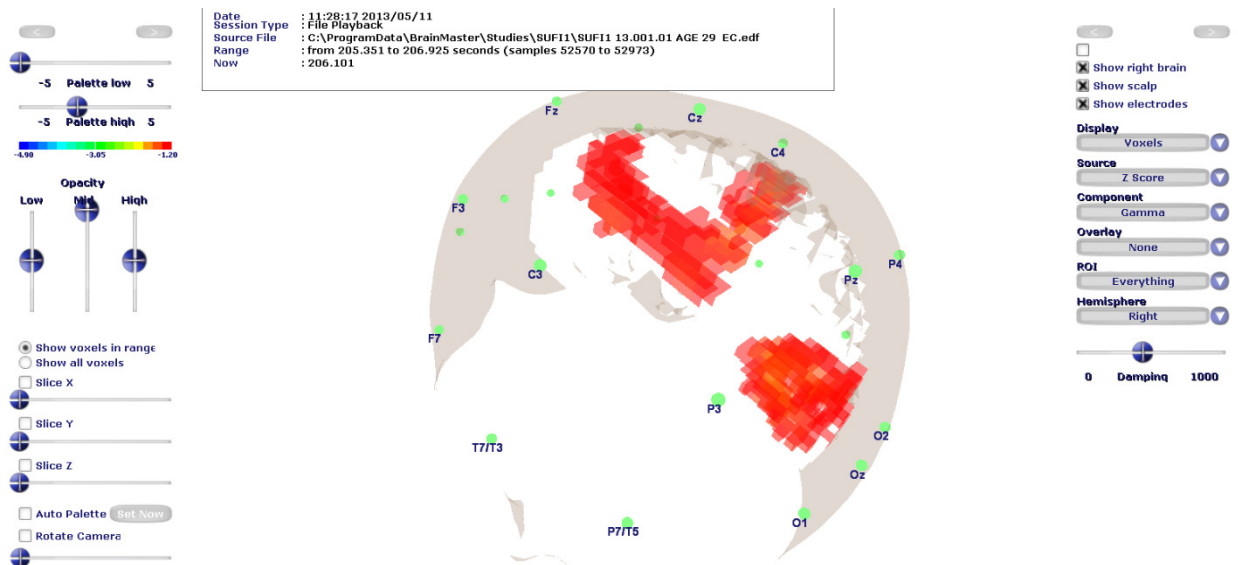 Date : 11:28:17 2013/05/11
Session Type : File Playback
Source File : C:\ProgramData\BrainMaster\Studies\SUFI1\SUFI1 13.001.01 AGE 29 EC.edf
Range : from 205.351 to 206.925 seconds (samples 52570 to 52973)
Now : 206.101
< >
-5 Palette low 5
-5 Palette high 5
-4.90 -3.05 -1.20
Opacity
Low Mid High
Show voxels in range
Show all voxels
Slice X
Slice Y
Slice Z
Auto Palette Set Now
Rotate Camera
Fz
Cz
C4
F3
C3
P4
Pz
F7
P3
T7/T3
O2
Oz
O1
P7/T5
< >
Show right brain
Show scalp
Show electrodes
Display
Voxels
Source
Z Score
Component
Gamma
Overlay
None
ROI
Everything
Hemisphere
Right
0 Damping 1000